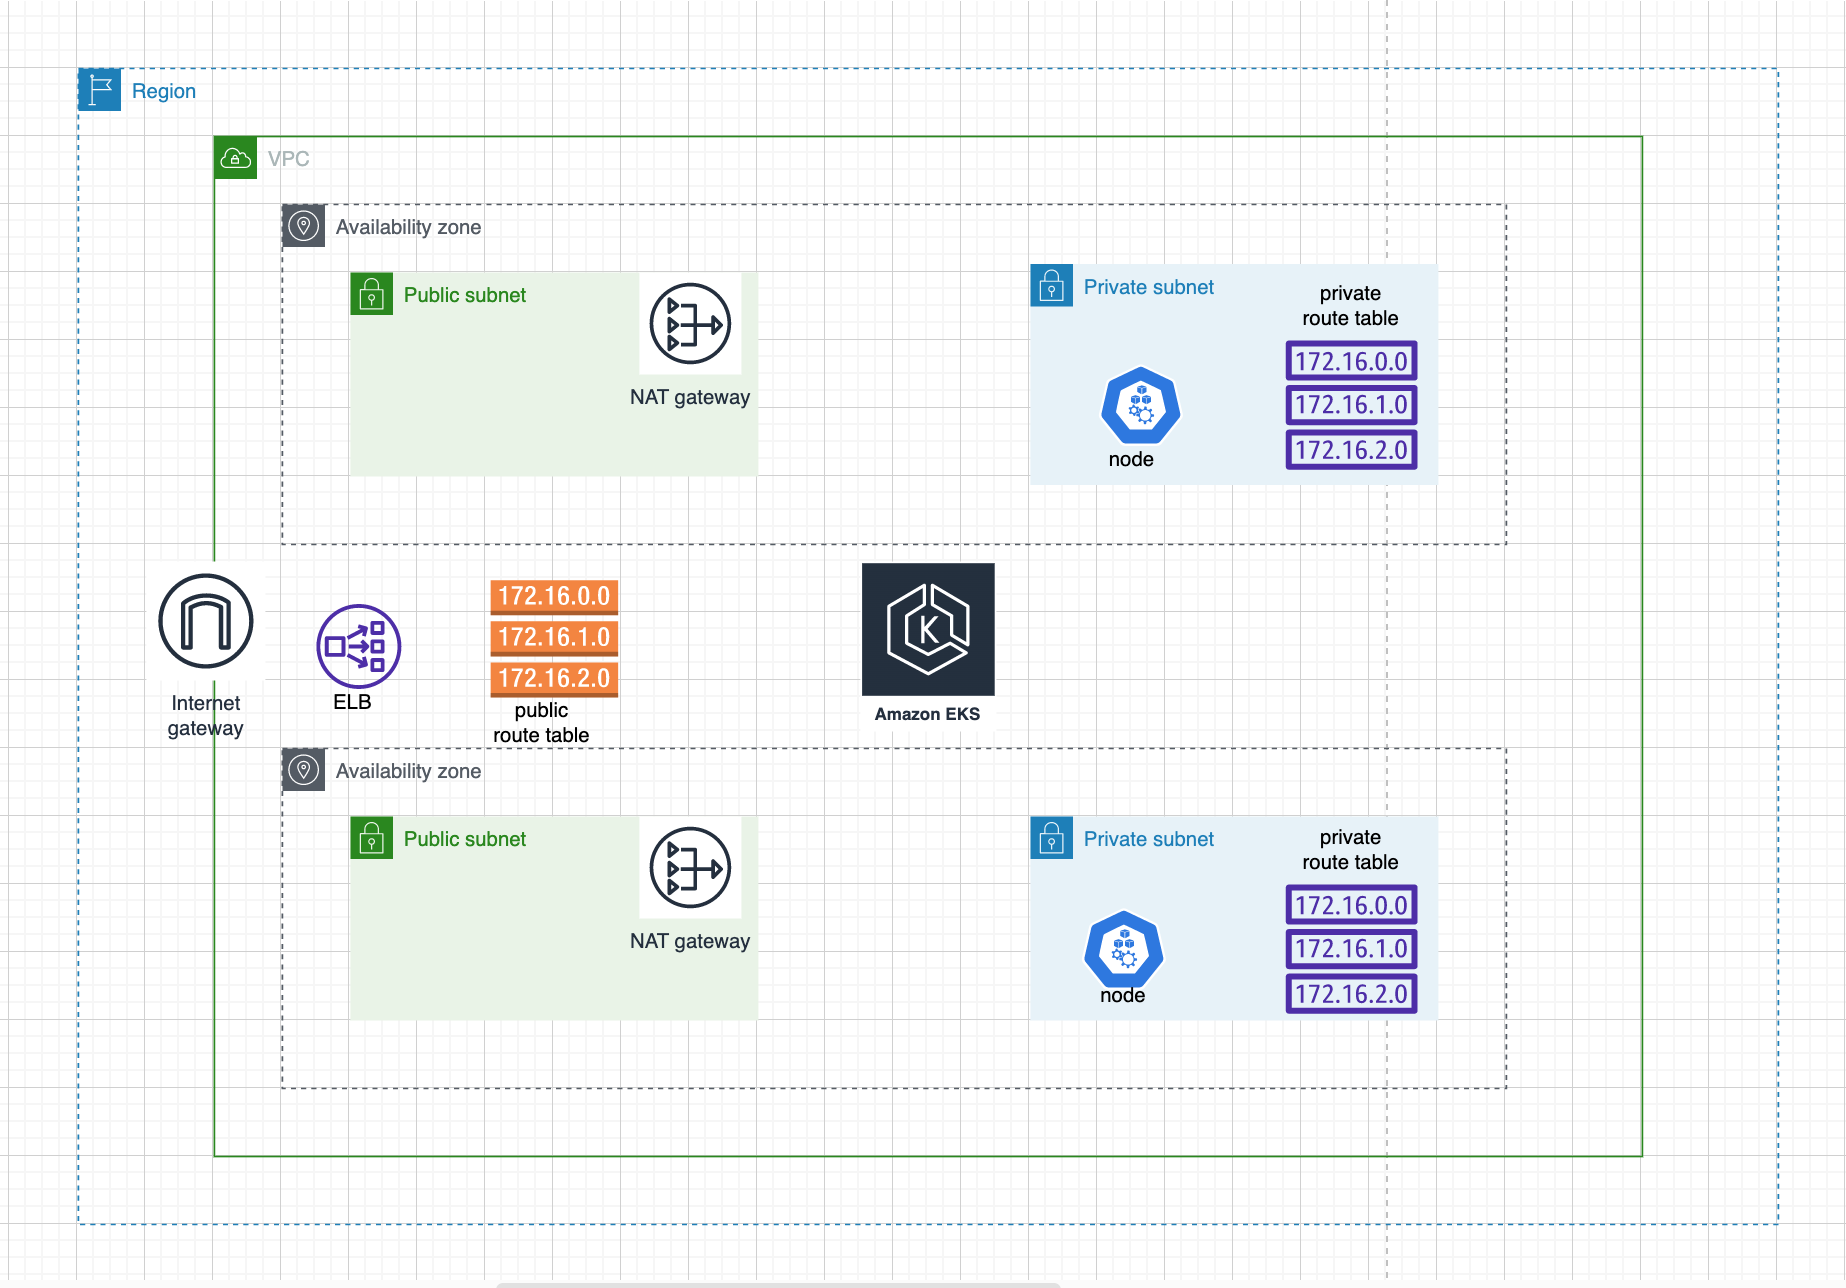 Region
VPC
Availability zone
Public subnet
NAT gateway
Private subnet
private
route table
172.16.0.0
172.16.1.0
172.16.2.0
node
Internet
gateway
ELB
172.16.0.0
172.16.1.0
172.16.2.0
public
route table
K
Amazon EKS
Availability zone
Public subnet
NAT gateway
Private subnet
private
route table
172.16.0.0
172.16.1.0
172.16.2.0
node